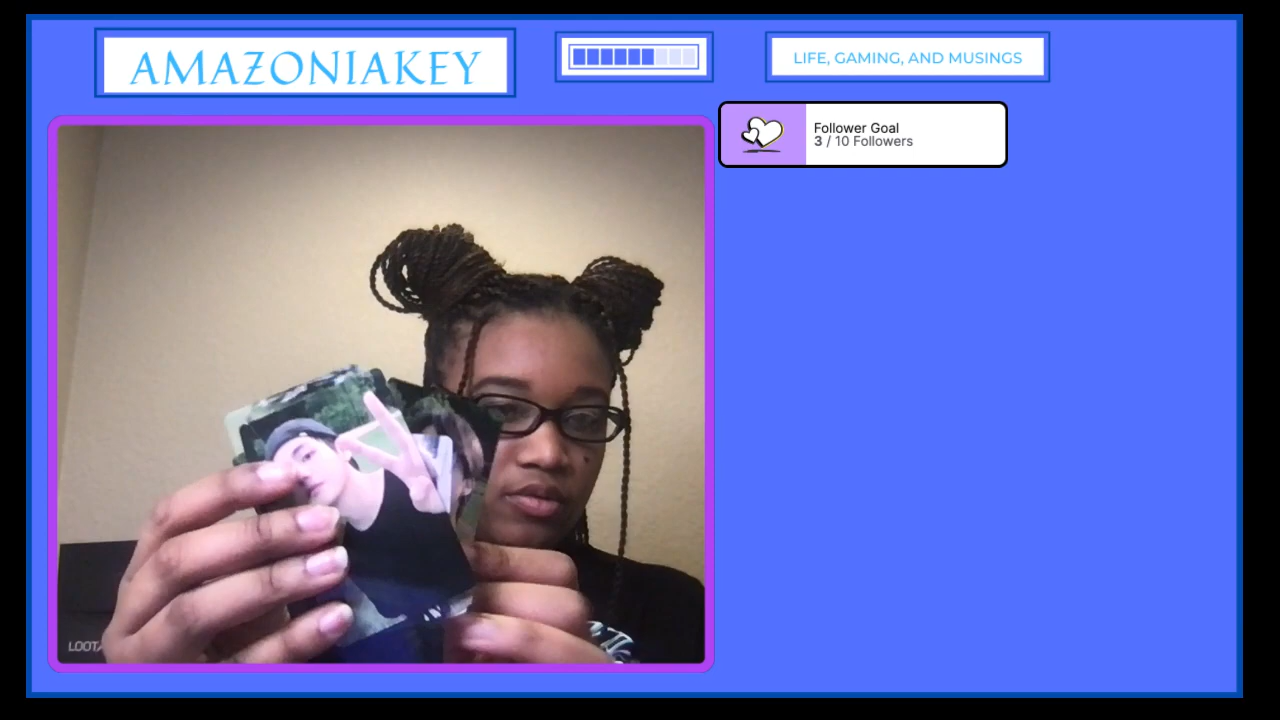 AMAZONIAKEY
LIFE, GAMING, AND MUSINGS
Follower Goal
3 / 10 Followers